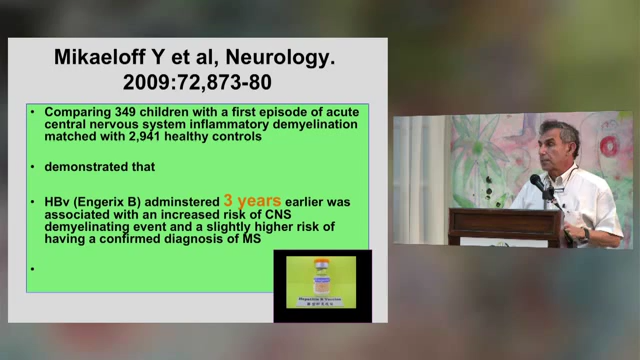 Mikaeloff Y et al, Neurology.
2009:72,873-80
• Comparing 349 children with a first episode of acute
central nervous system inflammatory demyelination
matched with 2,941 healthy controls
• demonstrated that
• HBv (Engerix B) adminstered 3 years earlier was
associated with an increased risk of CNS
demyelinating event and a slightly higher risk of
having a confirmed diagnosis of MS
•
Hepatitis B Vaccine